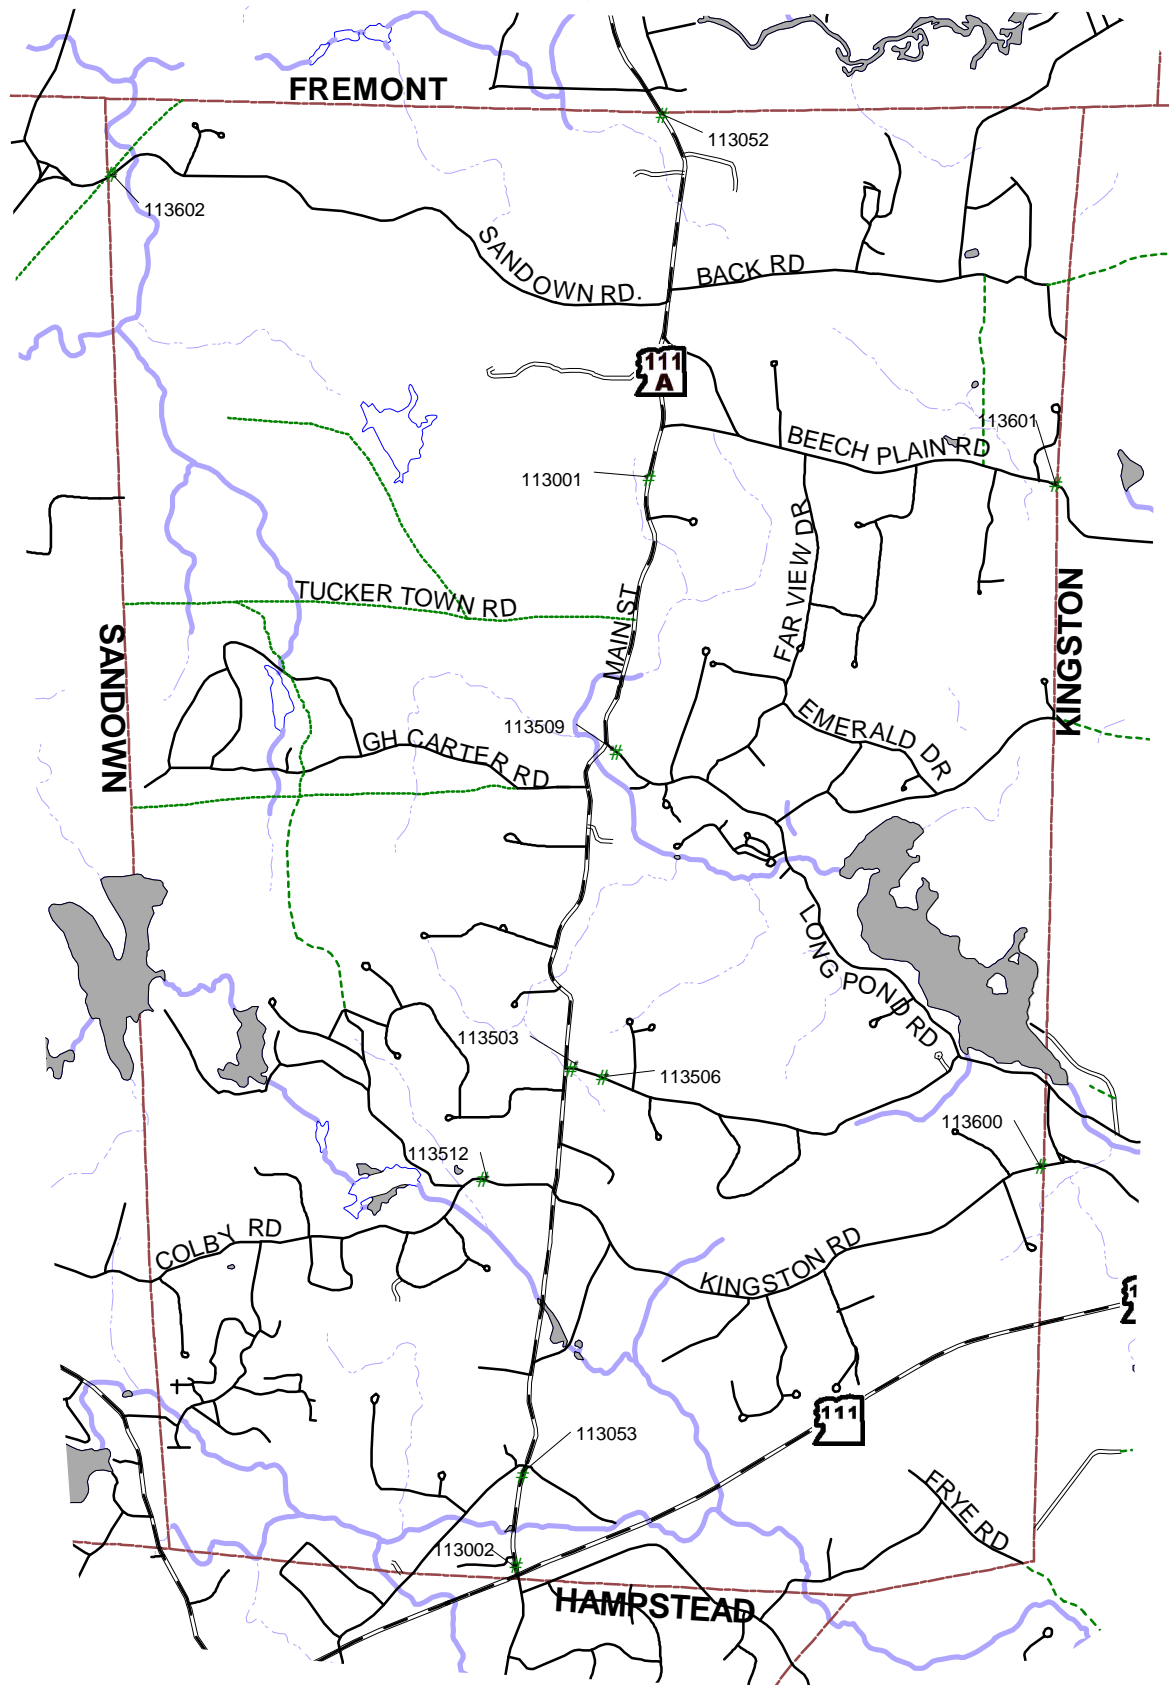 FREMONT
113052
113602
SANDOWN RD.
BACK RD
111
A
113601
BEECH PLAIN RD
113001
FAR VIEW DR
TUCKER TOWN RD
MAIN ST
SANDOWN
KINGSTON
113509
EMERALD DR
GH CARTER RD
LONG POND RD
113503
113506
113600
113512
COLBY RD
KINGSTON RD
1
111
113053
FRYE RD
113002
HAMPSTEAD